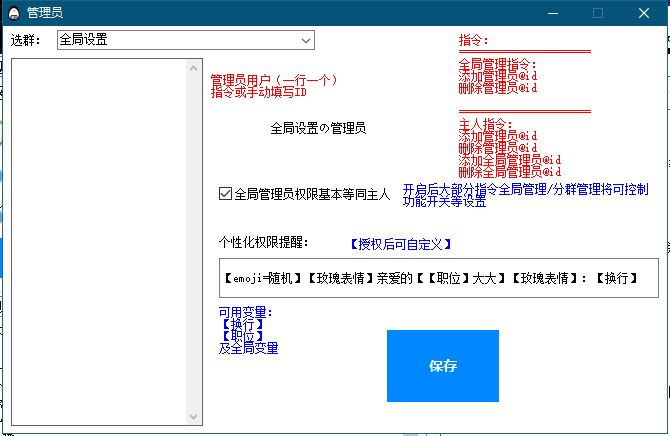 管理员
选群：
全局设置
指令：
======================
全局管理指令：
添加管理员@id
删除管理员@id
管理员用户（一行一个）
指令或手动填写ID
======================
主人指令：
添加管理员@id
删除管理员@id
添加全局管理员@id
删除全局管理员@id
全局设置の管理员
全局管理员权限基本等同主人
开启后大部分指令全局管理/分群管理将可控制
功能开关等设置
个性化权限提醒：
【授权后可自定义】
【emoji=随机】【玫瑰表情】亲爱的【【职位】大大】【玫瑰表情】：【换行】
可用变量：
【换行】
【职位】
及全局变量
保存